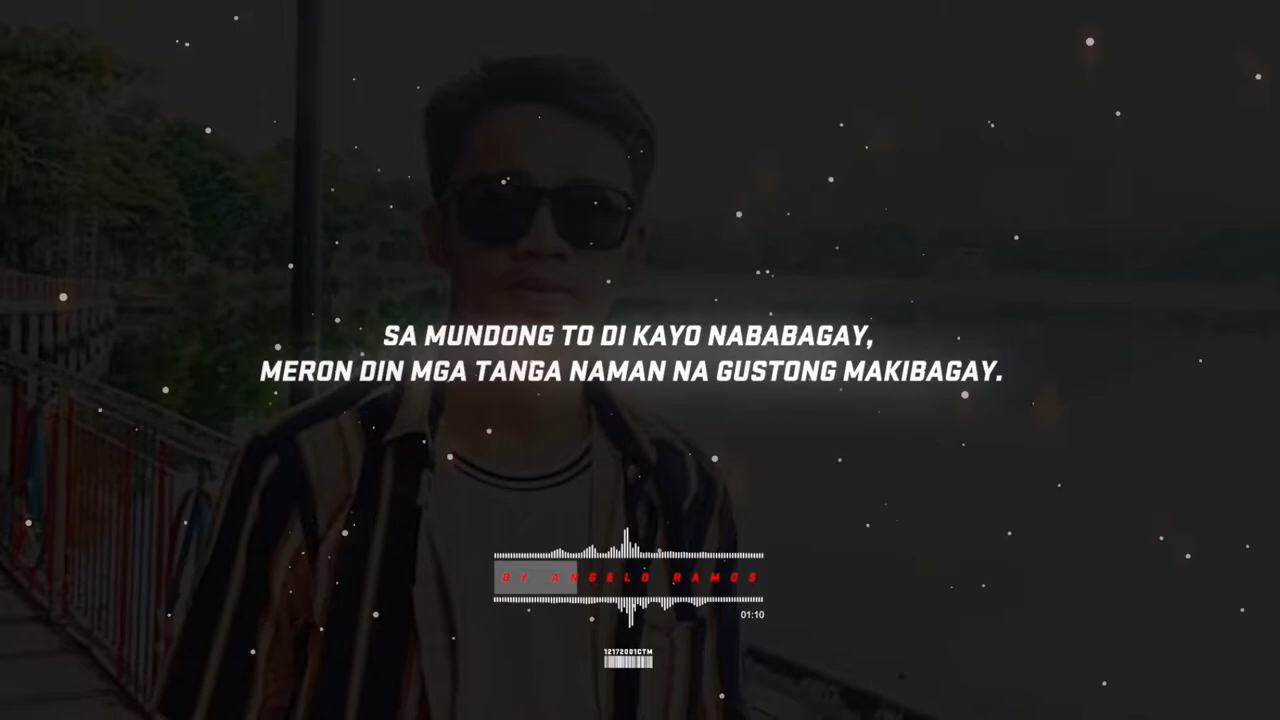 SA MUNDONG TO DI KAYO NABABAGAY,
MERON DIN MGA TANGA NAMAN NA GUSTONG MAKIBAGAY.
BY ANGELO RAMOS
01:10
12172001CTM